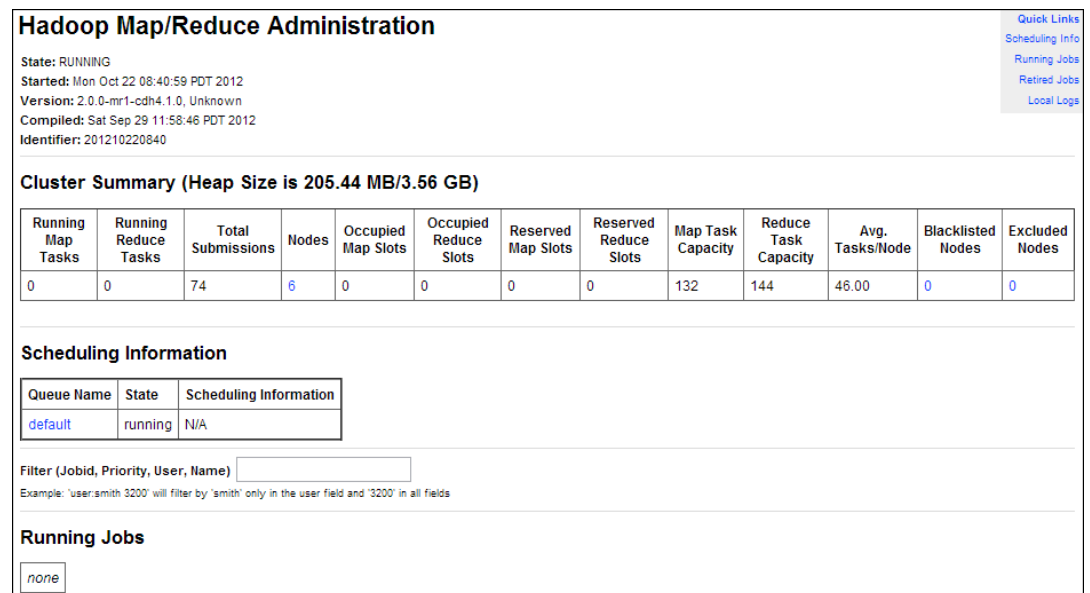 Hadoop Map/Reduce Administration
Quick Links
Scheduling Info
Running Jobs
Retired Jobs
Local Logs
State: RUNNING
Started: Mon Oct 22 08:40:59 PDT 2012
Version: 2.0.0-mr1-cdh4.1.0, Unknown
Compiled: Sat Sep 29 11:58:46 PDT 2012
Identifier: 201210220840
Cluster Summary (Heap Size is 205.44 MB/3.56 GB)
Running Map Tasks | Running Reduce Tasks | Total Submissions | Nodes | Occupied Map Slots | Occupied Reduce Slots | Reserved Map Slots | Reserved Reduce Slots | Map Task Capacity | Reduce Task Capacity | Avg. Tasks/Node | Blacklisted Nodes | Excluded Nodes
0 | 0 | 74 | 6 | 0 | 0 | 0 | 0 | 132 | 144 | 46.00 | 0 | 0
Scheduling Information
Queue Name | State | Scheduling Information
default | running | N/A
Filter (Jobid, Priority, User, Name)
Example: 'user:smith 3200' will filter by 'smith' only in the user field and '3200' in all fields
Running Jobs
none